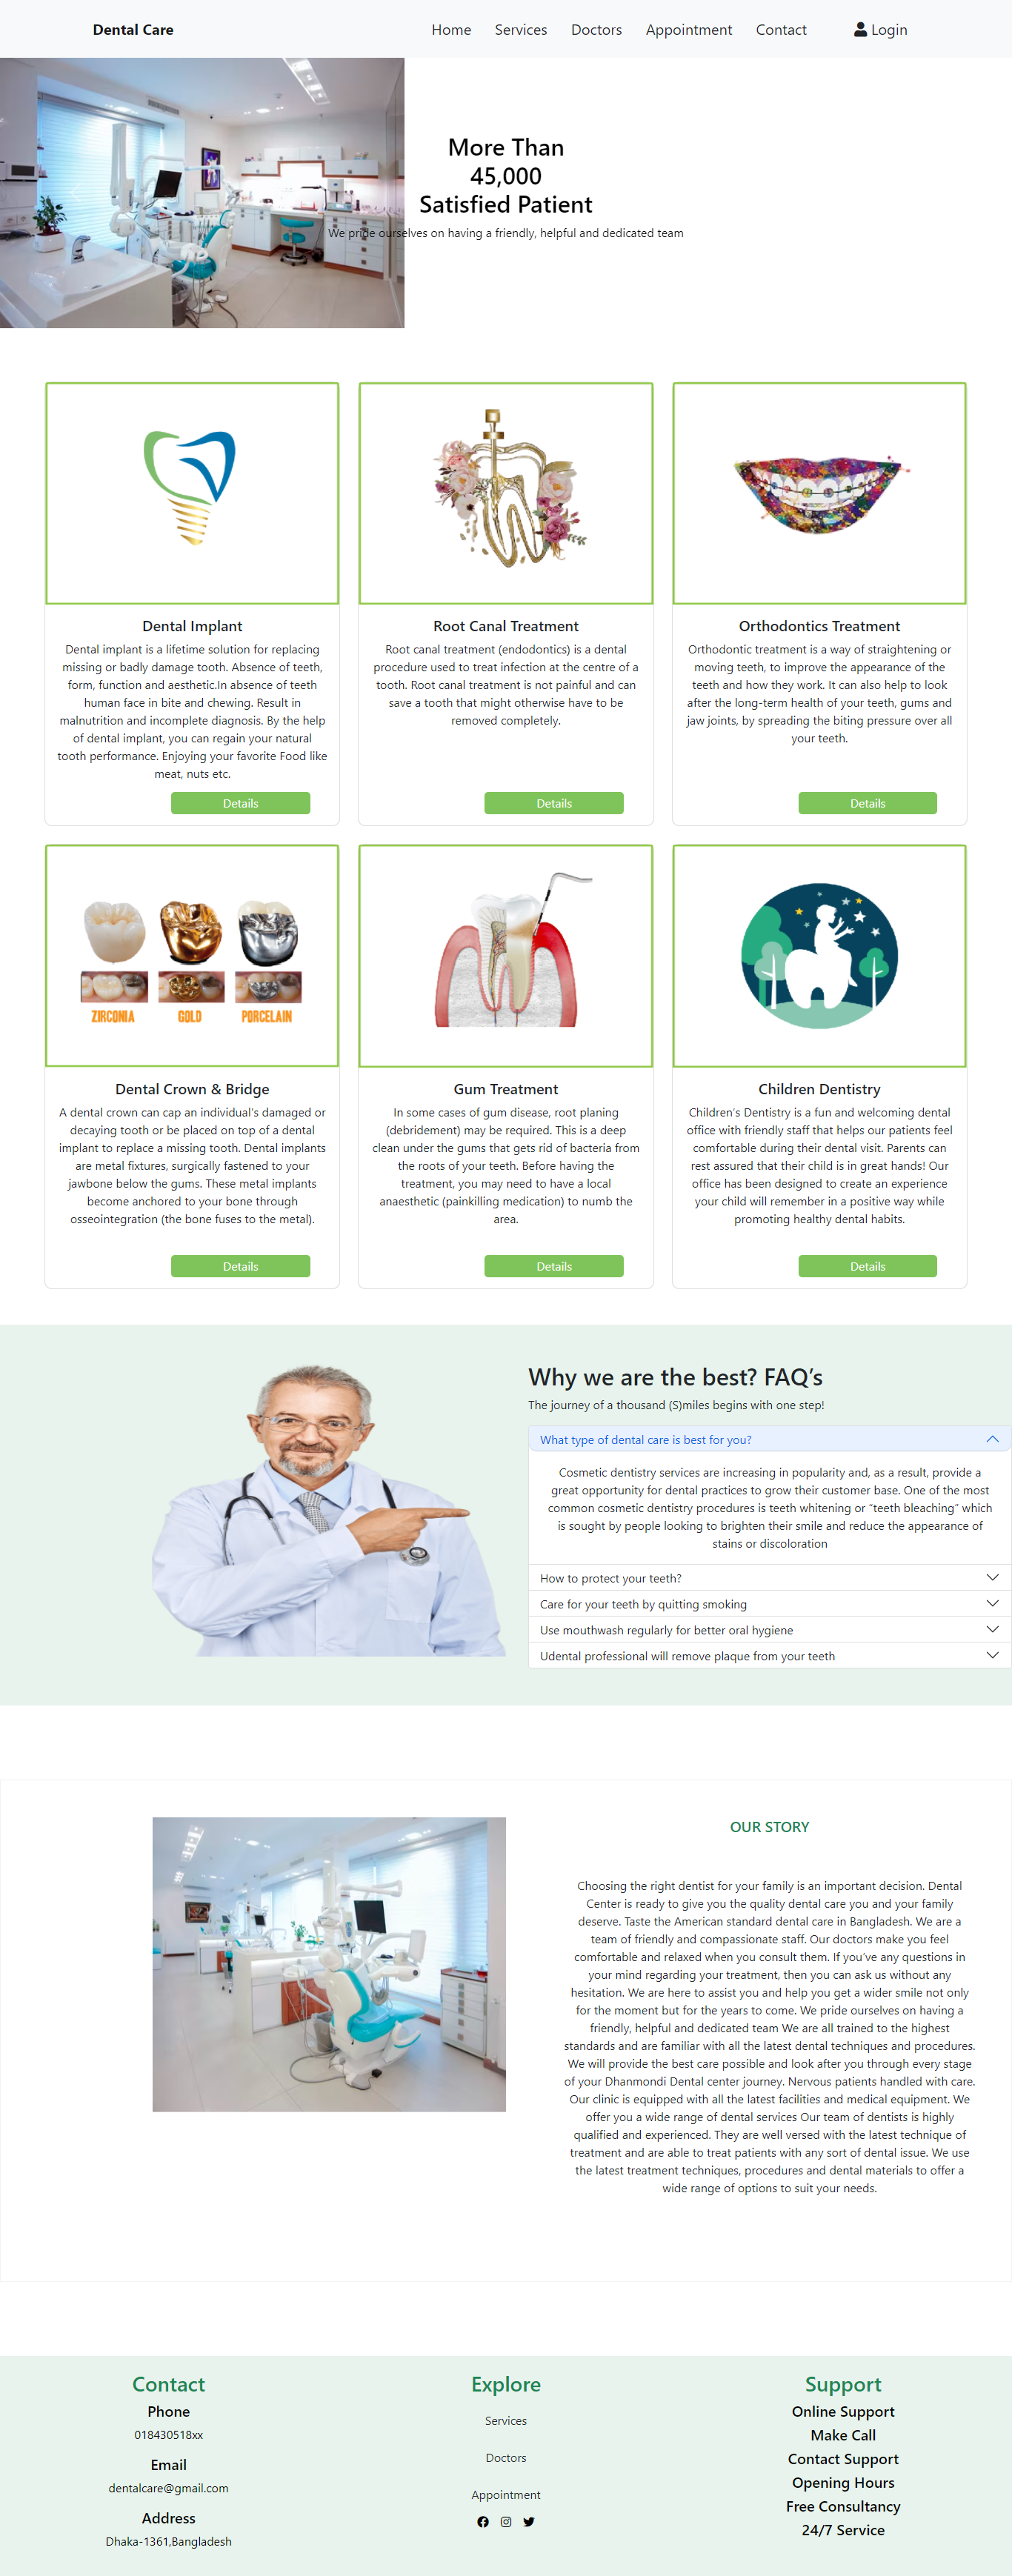 Dental Care
Home Services Doctors Appointment Contact Login
More Than
45,000
Satisfied Patient
We pride ourselves on having a friendly, helpful and dedicated team
Dental Implant
Dental implant is a lifetime solution for replacing
missing or badly damage tooth. Absence of teeth,
form, function and aesthetic.In absence of teeth
human face in bite and chewing. Result in
malnutrition and incomplete diagnosis. By the help
of dental implant, you can regain your natural
tooth performance. Enjoying your favorite Food like
meat, nuts etc.
Details
Root Canal Treatment
Root canal treatment (endodontics) is a dental
procedure used to treat infection at the centre of a
tooth. Root canal treatment is not painful and can
save a tooth that might otherwise have to be
removed completely.
Details
Orthodontics Treatment
Orthodontic treatment is a way of straightening or
moving teeth, to improve the appearance of the
teeth and how they work. It can also help to look
after the long-term health of your teeth, gums and
jaw joints, by spreading the biting pressure over all
your teeth.
Details
ZIRCONIA GOLD PORCELAIN
Dental Crown & Bridge
A dental crown can cap an individual's damaged or
decaying tooth or be placed on top of a dental
implant to replace a missing tooth. Dental implants
are metal fixtures, surgically fastened to your
jawbone below the gums. These metal implants
become anchored to your bone through
osseointegration (the bone fuses to the metal).
Details
Gum Treatment
In some cases of gum disease, root planing
(debridement) may be required. This is a deep
clean under the gums that gets rid of bacteria from
the roots of your teeth. Before having the
treatment, you may need to have a local
anaesthetic (painkilling medication) to numb the
area.
Details
Children Dentistry
Children's Dentistry is a fun and welcoming dental
office with friendly staff that helps our patients feel
comfortable during their dental visit. Parents can
rest assured that their child is in great hands! Our
office has been designed to create an experience
your child will remember in a positive way while
promoting healthy dental habits.
Details
Why we are the best? FAQ's
The journey of a thousand (S)miles begins with one step!
What type of dental care is best for you?
Cosmetic dentistry services are increasing in popularity and, as a result, provide a
great opportunity for dental practices to grow their customer base. One of the most
common cosmetic dentistry procedures is teeth whitening or "teeth bleaching" which
is sought by people looking to brighten their smile and reduce the appearance of
stains or discoloration
How to protect your teeth?
Care for your teeth by quitting smoking
Use mouthwash regularly for better oral hygiene
Udental professional will remove plaque from your teeth
OUR STORY
Choosing the right dentist for your family is an important decision. Dental
Center is ready to give you the quality dental care you and your family
deserve. Taste the American standard dental care in Bangladesh. We are a
team of friendly and compassionate staff. Our doctors make you feel
comfortable and relaxed when you consult them. If you've any questions in
your mind regarding your treatment, then you can ask us without any
hesitation. We are here to assist you and help you get a wider smile not only
for the moment but for the years to come. We pride ourselves on having a
friendly, helpful and dedicated team We are all trained to the highest
standards and are familiar with all the latest dental techniques and procedures.
We will provide the best care possible and look after you through every stage
of your Dhanmondi Dental center journey. Nervous patients handled with care.
Our clinic is equipped with all the latest facilities and medical equipment. We
offer you a wide range of dental services Our team of dentists is highly
qualified and experienced. They are well versed with the latest technique of
treatment and are able to treat patients with any sort of dental issue. We use
the latest treatment techniques, procedures and dental materials to offer a
wide range of options to suit your needs.
Contact
Phone
018430518xx
Email
dentalcare@gmail.com
Address
Dhaka-1361,Bangladesh
Explore
Services
Doctors
Appointment
Support
Online Support
Make Call
Contact Support
Opening Hours
Free Consultancy
24/7 Service